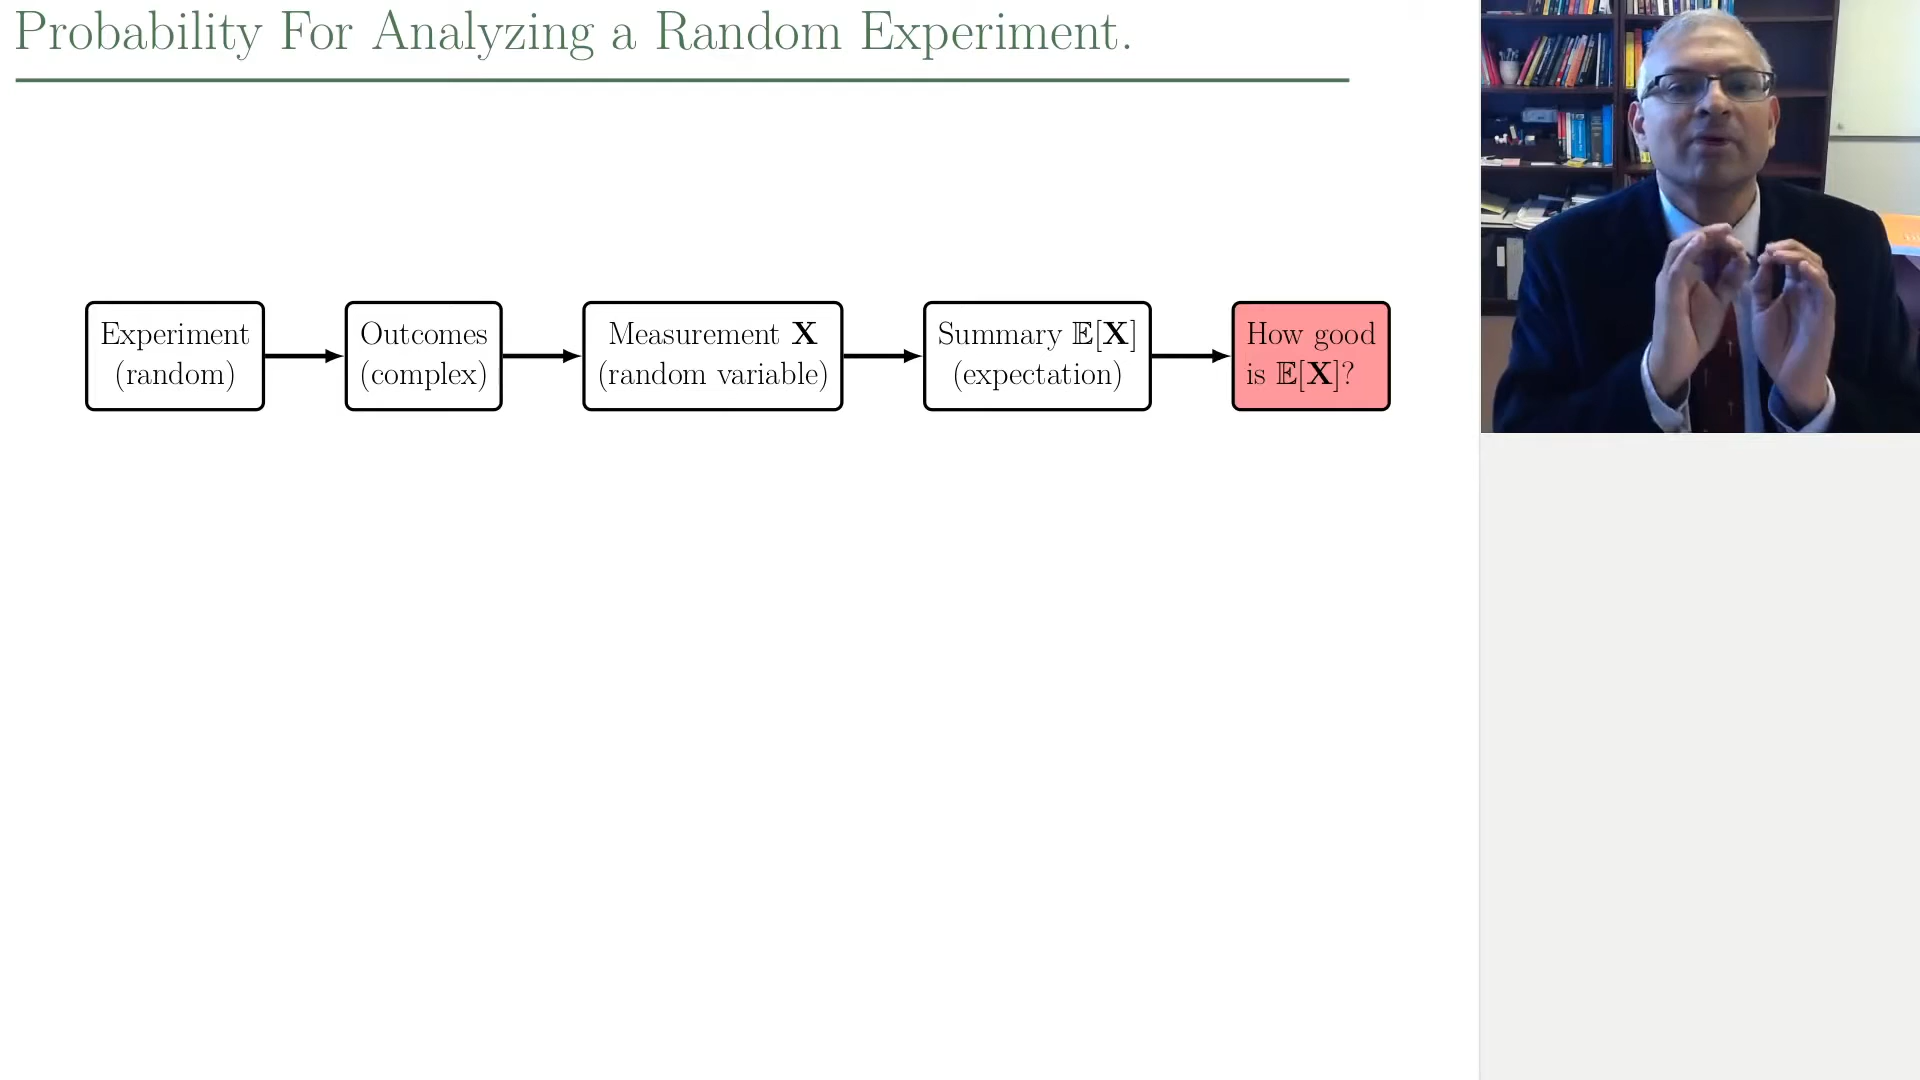 Probability For Analyzing a Random Experiment.
Experiment
(random)
Outcomes
(complex)
Measurement X
(random variable)
Summary 𝔼[X]
(expectation)
How good
is 𝔼[X]?